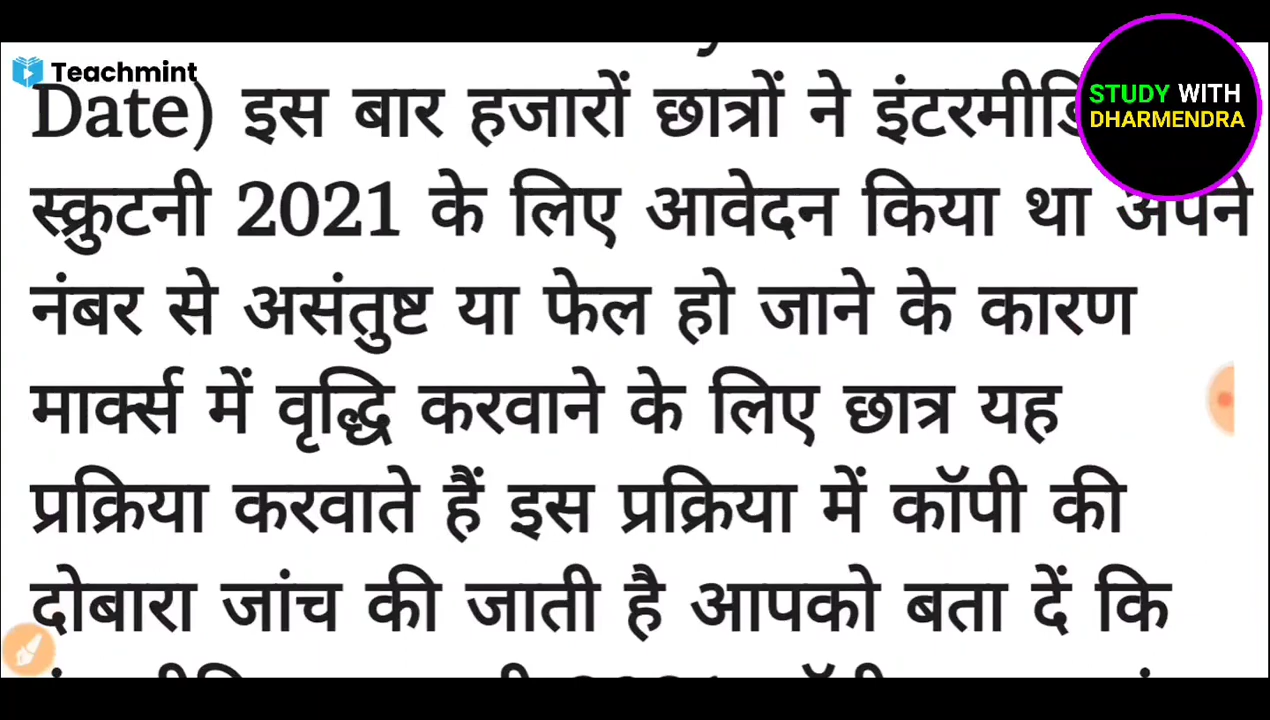 Teachmint
STUDY WITH
DHARMENDRA
Date) इस बार हजारों छात्रों ने
स्क्रुटनी 2021 के लिए आवेदन किया था अपने
नंबर से असंतुष्ट या फेल हो जाने के कारण
मार्क्स में वृद्धि करवाने के लिए छात्र यह
प्रक्रिया करवाते हैं इस प्रक्रिया में कॉपी की
दोबारा जांच की जाती है आपको बता दें कि